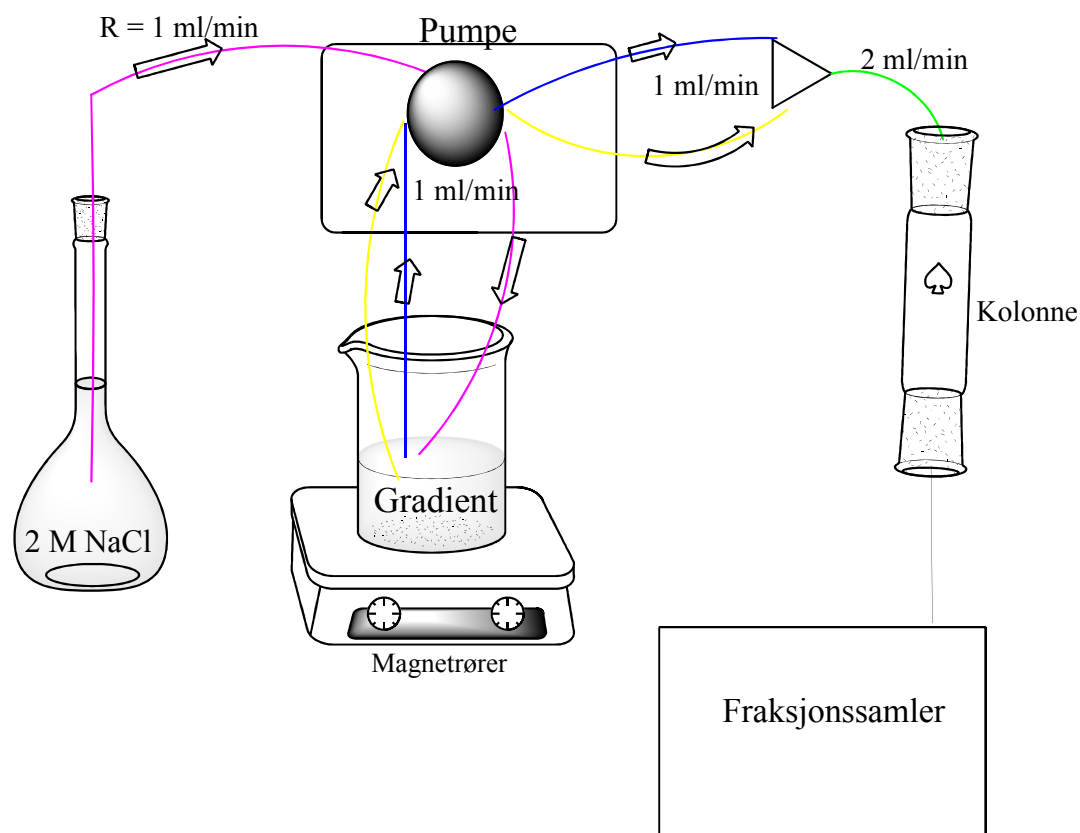 R = 1 ml/min
Pumpe
1 ml/min
2 ml/min
1 ml/min
Kolonne
Gradient
2 M NaCl
Magnetrører
Fraksjonssamler